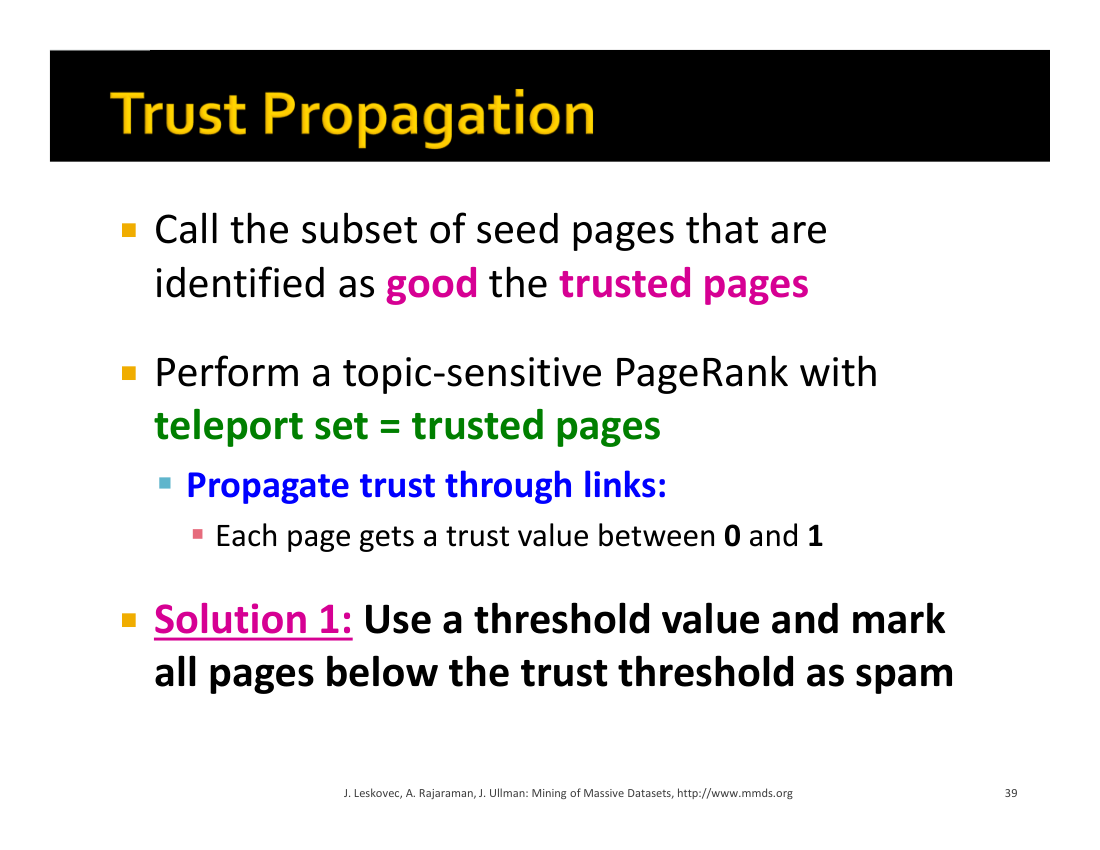 Trust Propagation
Call the subset of seed pages that are
identified as good the trusted pages
Perform a topic-sensitive PageRank with
teleport set = trusted pages
Propagate trust through links:
Each page gets a trust value between 0 and 1
Solution 1: Use a threshold value and mark
all pages below the trust threshold as spam
J. Leskovec, A. Rajaraman, J. Ullman: Mining of Massive Datasets, http://www.mmds.org
39